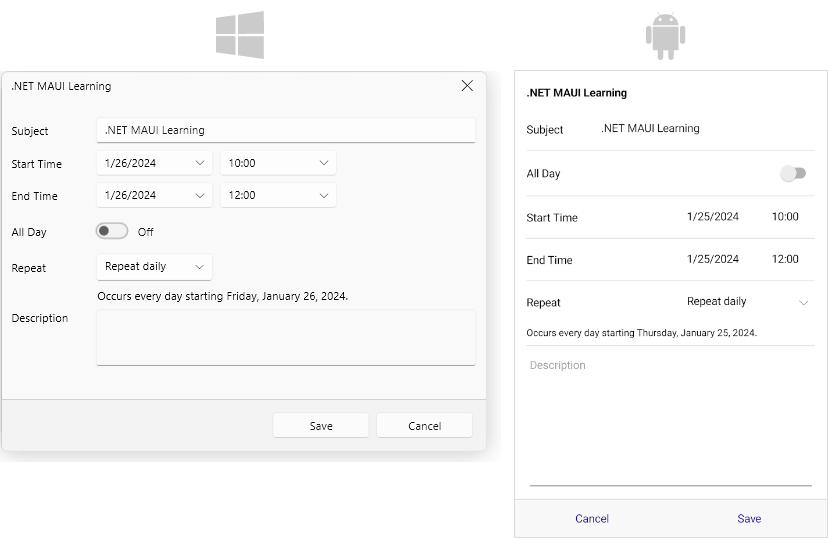 .NET MAUI Learning
Subject .NET MAUI Learning
Start Time 1/26/2024 10:00
End Time 1/26/2024 12:00
All Day Off
Repeat Repeat daily
Occurs every day starting Friday, January 26, 2024.
Description
Save Cancel
.NET MAUI Learning
Subject .NET MAUI Learning
All Day
Start Time 1/25/2024 10:00
End Time 1/25/2024 12:00
Repeat Repeat daily
Occurs every day starting Thursday, January 25, 2024.
Description
Cancel Save